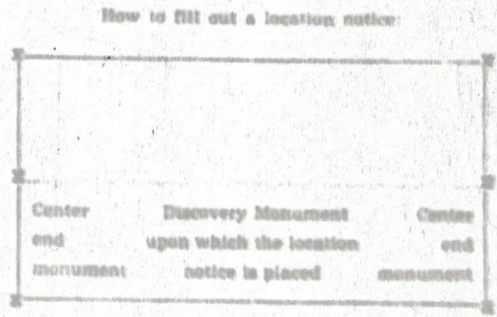 How to fill out a location notice:
Center Discovery Monument Center
end upon which the location end
monument notice is placed monument